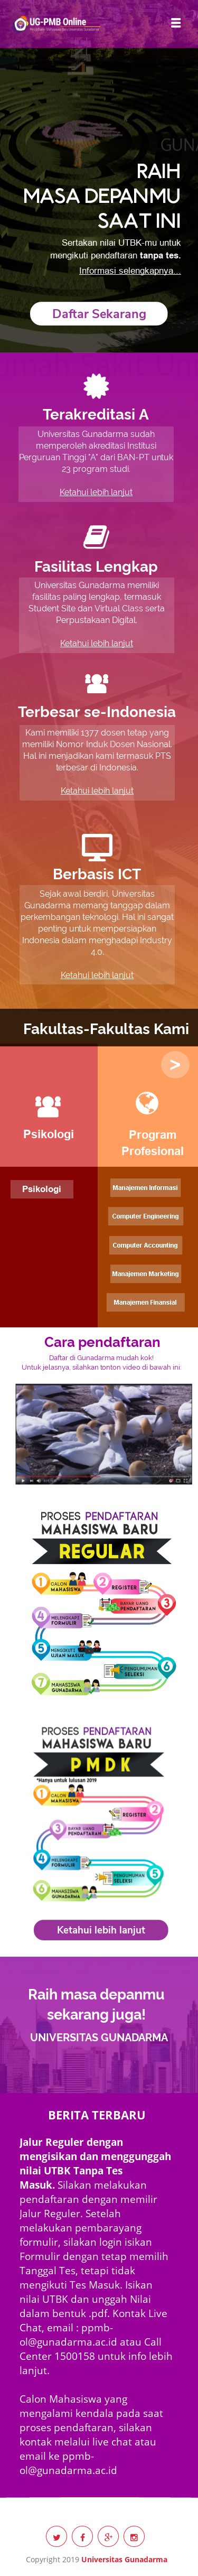 UG-PMB Online
GUNA
RAIH
MASA DEPANMU
SAAT INI
Sertakan nilai UTBK-mu untuk
mengikuti pendaftaran tanpa tes.
Informasi selengkapnya...
Daftar Sekarang
Terakreditasi A
Universitas Gunadarma sudah
memperoleh akreditasi Institusi
Perguruan Tinggi "A" dari BAN-PT untuk
23 program studi.
Ketahui lebih lanjut
Fasilitas Lengkap
Universitas Gunadarma memiliki
fasilitas paling lengkap, termasuk
Student Site dan Virtual Class serta
Perpustakaan Digital.
Ketahui lebih lanjut
Terbesar se-Indonesia
Kami memiliki 1377 dosen tetap yang
memiliki Nomor Induk Dosen Nasional.
Hal ini menjadikan kami termasuk PTS
terbesar di Indonesia.
Ketahui lebih lanjut
Berbasis ICT
Sejak awal berdiri, Universitas
Gunadarma memang tanggap dalam
perkembangan teknologi. Hal ini sangat
penting untuk mempersiapkan
Indonesia dalam menghadapi Industry
4.0.
Ketahui lebih lanjut
Fakultas-Fakultas Kami
>
Psikologi
Program
Profesional
Psikologi
Manajemen Informasi
Computer Engineering
Computer Accounting
Manajemen Marketing
Manajemen Finansial
Cara pendaftaran
Daftar di Gunadarma mudah kok!
Untuk jelasnya, silahkan tonton video di bawah ini
PROSES PENDAFTARAN
MAHASISWA BARU
REGULAR
1 CALON MAHASISWA
2 REGISTER
3 BAYAR UANG PENDAFTARAN
4 MELENGKAPI FORMULIR
5 MENGIKUTI UJIAN MASUK
6 PENGUMUMAN SELEKSI
7 MAHASISWA GUNADARMA
PROSES PENDAFTARAN
MAHASISWA BARU
PMDK
*Hanya untuk lulusan 2019
1 CALON MAHASISWA
2 REGISTER
3 BAYAR UANG PENDAFTARAN
4 MELENGKAPI FORMULIR
5 PENGUMUMAN SELEKSI
6 MAHASISWA GUNADARMA
Ketahui lebih lanjut
Raih masa depanmu
sekarang juga!
UNIVERSITAS GUNADARMA
BERITA TERBARU
Jalur Reguler dengan
mengisikan dan mengguggah
nilai UTBK Tanpa Tes
Masuk. Silakan melakukan
pendaftaran dengan memilir
Jalur Reguler. Setelah
melakukan pembarayang
formulir, silakan login isikan
Formulir dengan tetap memilih
Tanggal Tes, tetapi tidak
mengikuti Tes Masuk. Isikan
nilai UTBK dan unggah Nilai
dalam bentuk .pdf. Kontak Live
Chat, email : ppmb-
ol@gunadarma.ac.id atau Call
Center 1500158 untuk info lebih
lanjut.
Calon Mahasiswa yang
mengalami kendala pada saat
proses pendaftaran, silakan
kontak melalui live chat atau
email ke ppmb-
ol@gunadarma.ac.id
Copyright 2019 Universitas Gunadarma